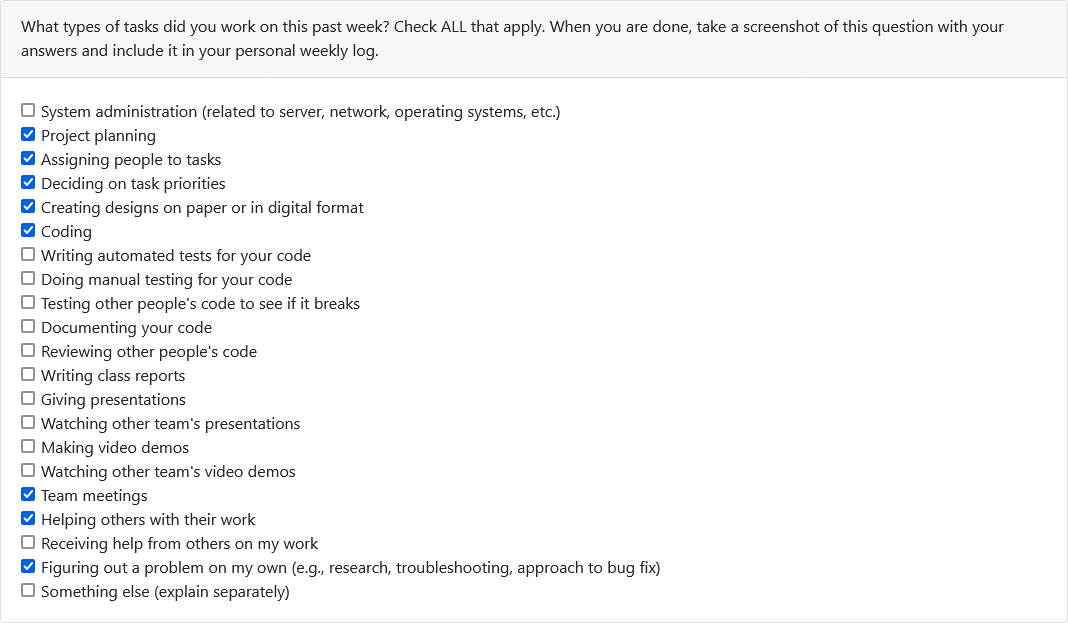 What types of tasks did you work on this past week? Check ALL that apply. When you are done, take a screenshot of this question with your
answers and include it in your personal weekly log.
System administration (related to server, network, operating systems, etc.)
Project planning
Assigning people to tasks
Deciding on task priorities
Creating designs on paper or in digital format
Coding
Writing automated tests for your code
Doing manual testing for your code
Testing other people's code to see if it breaks
Documenting your code
Reviewing other people's code
Writing class reports
Giving presentations
Watching other team's presentations
Making video demos
Watching other team's video demos
Team meetings
Helping others with their work
Receiving help from others on my work
Figuring out a problem on my own (e.g., research, troubleshooting, approach to bug fix)
Something else (explain separately)